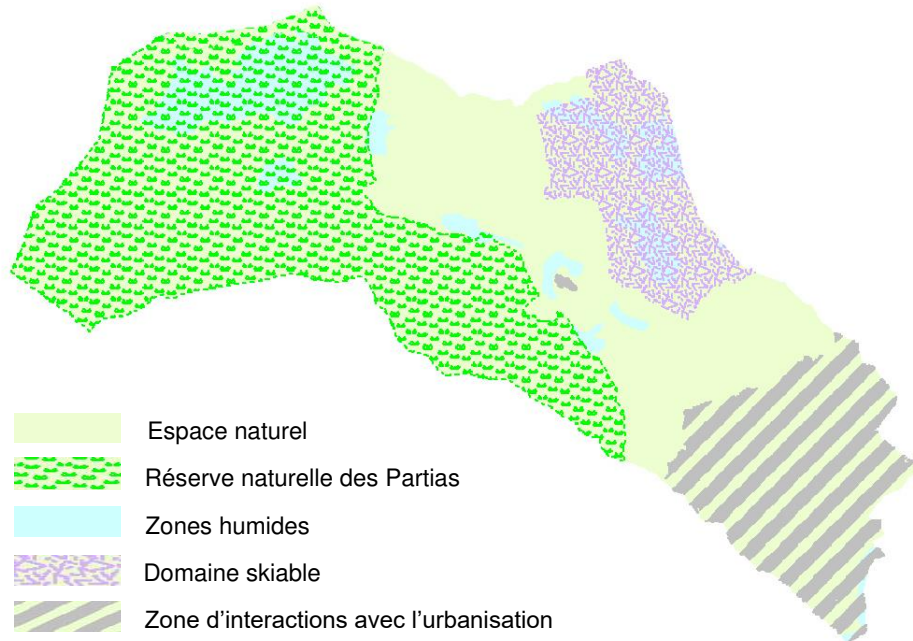 Espace naturel
Réserve naturelle des Partias
Zones humides
Domaine skiable
Zone d'interactions avec l'urbanisation